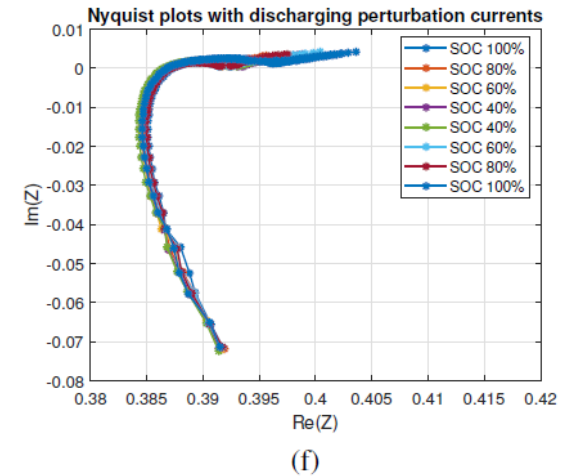 Nyquist plots with discharging perturbation currents
0.01
0
-0.01
-0.02
-0.03
-0.04
-0.05
-0.06
-0.07
-0.08
Im(Z)
SOC 100%
SOC 80%
SOC 60%
SOC 40%
SOC 40%
SOC 60%
SOC 80%
SOC 100%
0.38 0.385 0.39 0.395 0.4 0.405 0.41 0.415 0.42
Re(Z)
(f)